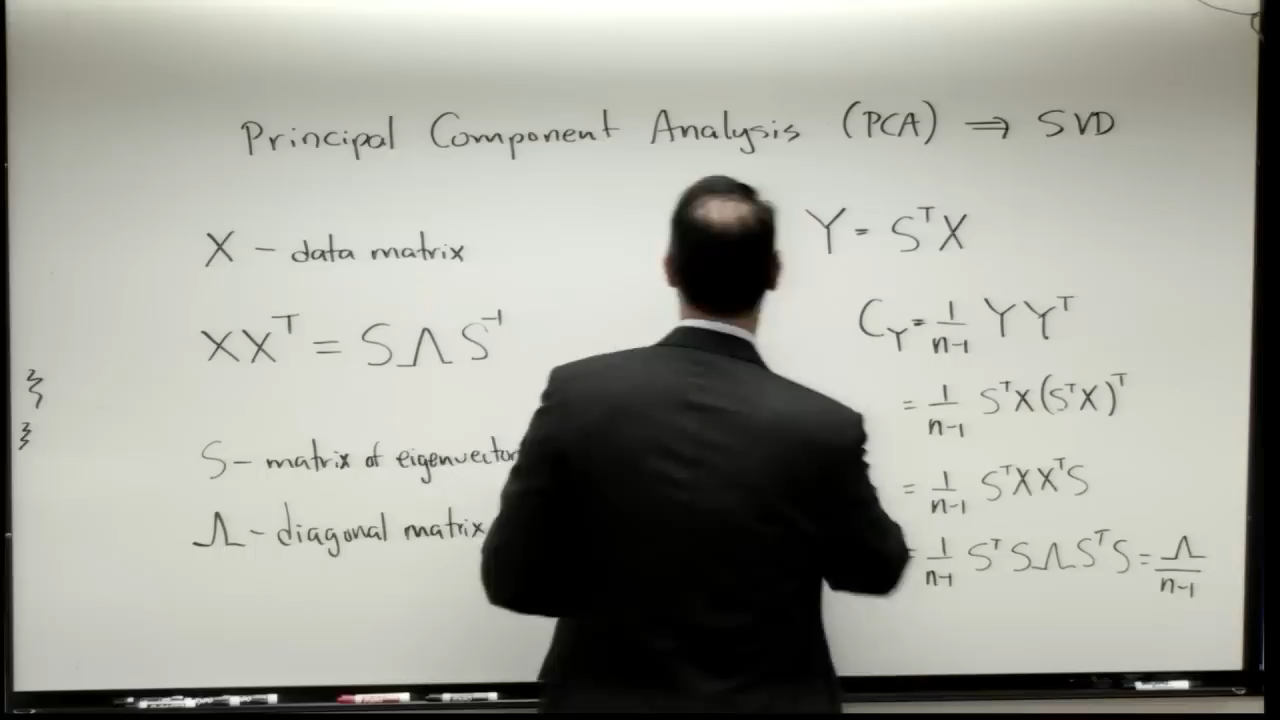 Principal Component Analysis (PCA) ⇒ SVD
X - data matrix
XXᵀ = SΛS⁻¹
S - matrix of eigenvector
Λ - diagonal matrix
Y = SᵀX
C_Y = 1/(n-1) YYᵀ
= 1/(n-1) SᵀX(SᵀX)ᵀ
= 1/(n-1) SᵀXXᵀS
= 1/(n-1) SᵀSΛSᵀS = Λ/(n-1)